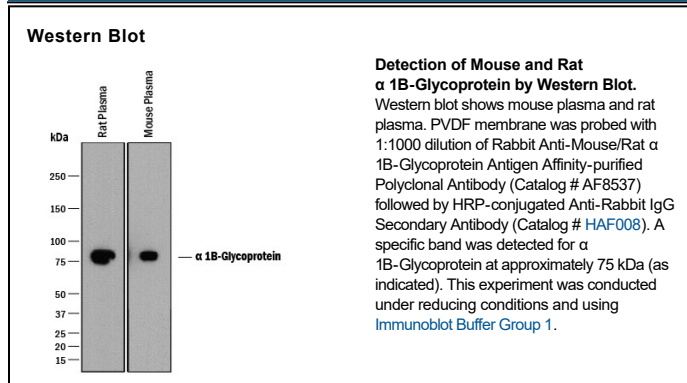 Western Blot
Rat Plasma
Mouse Plasma
kDa
250
150
100
75
50
37
25
20
15
α 1B-Glycoprotein
Detection of Mouse and Rat
α 1B-Glycoprotein by Western Blot.
Western blot shows mouse plasma and rat
plasma. PVDF membrane was probed with
1:1000 dilution of Rabbit Anti-Mouse/Rat α
1B-Glycoprotein Antigen Affinity-purified
Polyclonal Antibody (Catalog # AF8537)
followed by HRP-conjugated Anti-Rabbit IgG
Secondary Antibody (Catalog # HAF008). A
specific band was detected for α
1B-Glycoprotein at approximately 75 kDa (as
indicated). This experiment was conducted
under reducing conditions and using
Immunoblot Buffer Group 1.